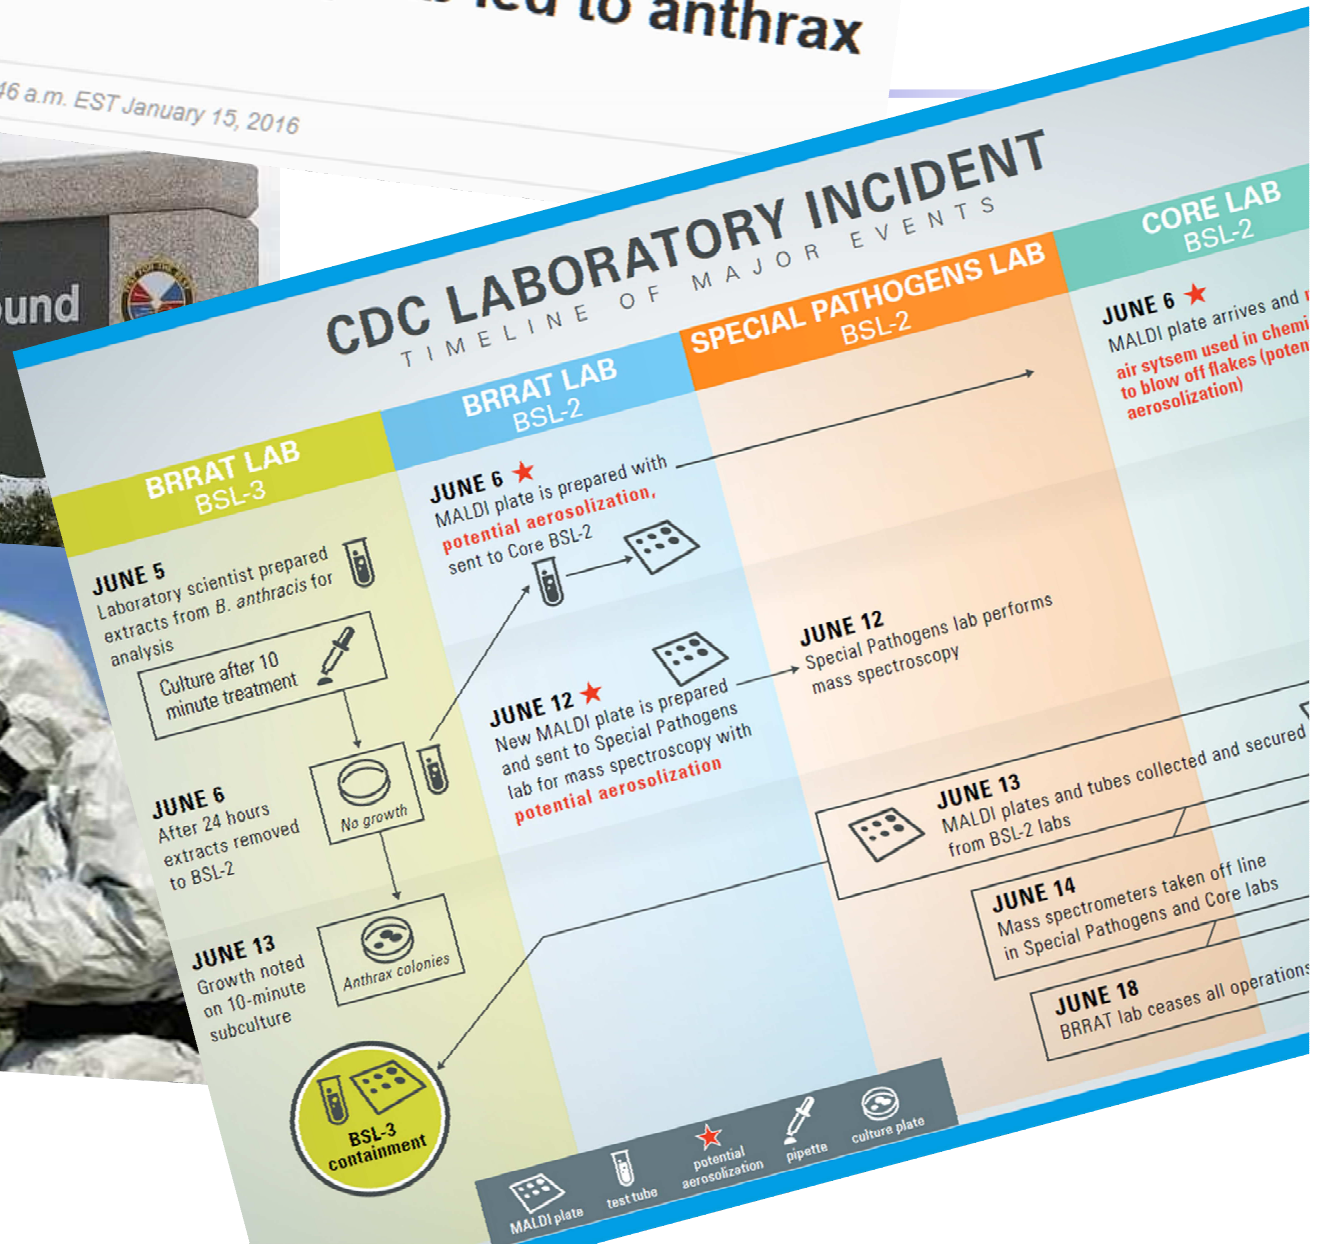 led to anthrax
a.m. EST January 15, 2016
CDC LABORATORY INCIDENT
TIMELINE OF MAJOR EVENTS
BRRAT LAB
BSL-3
JUNE 5
Laboratory scientist prepared
extracts from B. anthracis for
analysis
Culture after 10
minute treatment
JUNE 6
After 24 hours
extracts removed
to BSL-2
No growth
JUNE 13
Growth noted
on 10-minute
subculture
Anthrax colonies
BSL-3
containment
BRRAT LAB
BSL-2
JUNE 6
MALDI plate is prepared with
potential aerosolization,
sent to Core BSL-2
JUNE 12
New MALDI plate is prepared
and sent to Special Pathogens
lab for mass spectroscopy with
potential aerosolization
SPECIAL PATHOGENS LAB
BSL-2
JUNE 12
Special Pathogens lab performs
mass spectroscopy
CORE LAB
BSL-2
JUNE 6
MALDI plate arrives and
air sytsem used in
to blow off flakes
aerosolization)
JUNE 13
MALDI plates and tubes collected and secured
from BSL-2 labs
JUNE 14
Mass spectrometers taken off line
in Special Pathogens and Core labs
JUNE 18
BRRAT lab ceases all operations
MALDI plate
test tube
potential
aerosolization
pipette
culture plate